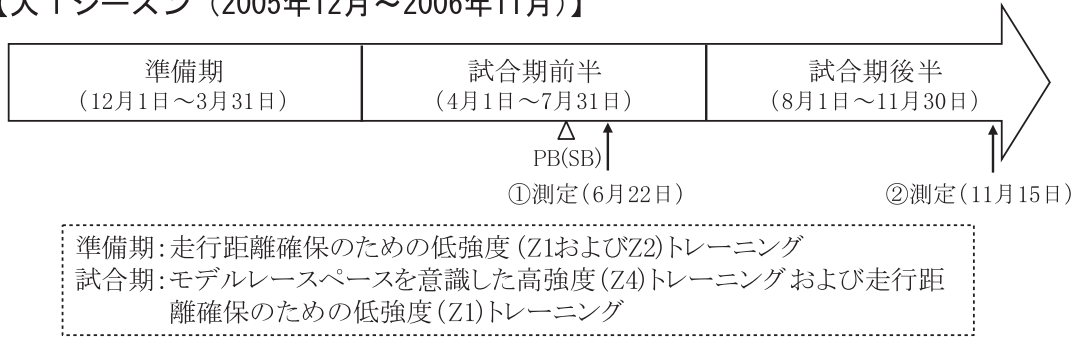 【大1シーズン（2005年12月～2006年11月）】
準備期
（12月1日～3月31日）
試合期前半
（4月1日～7月31日）
試合期後半
（8月1日～11月30日）
PB(SB)
①測定（6月22日）
②測定（11月15日）
準備期：走行距離確保のための低強度（Z1およびZ2）トレーニング
試合期：モデルレースペースを意識した高強度（Z4）トレーニングおよび走行距
離確保のための低強度（Z1）トレーニング